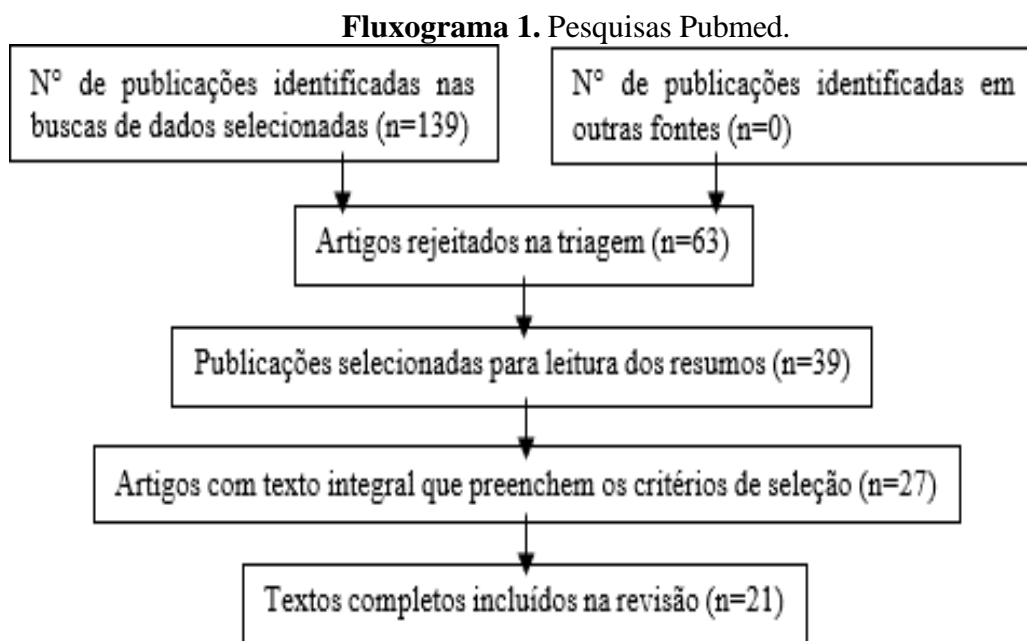 Fluxograma 1. Pesquisas Pubmed.
N° de publicações identificadas nas
buscas de dados selecionadas (n=139)
N° de publicações identificadas em
outras fontes (n=0)
Artigos rejeitados na triagem (n=63)
Publicações selecionadas para leitura dos resumos (n=39)
Artigos com texto integral que preenchem os critérios de seleção (n=27)
Textos completos incluídos na revisão (n=21)